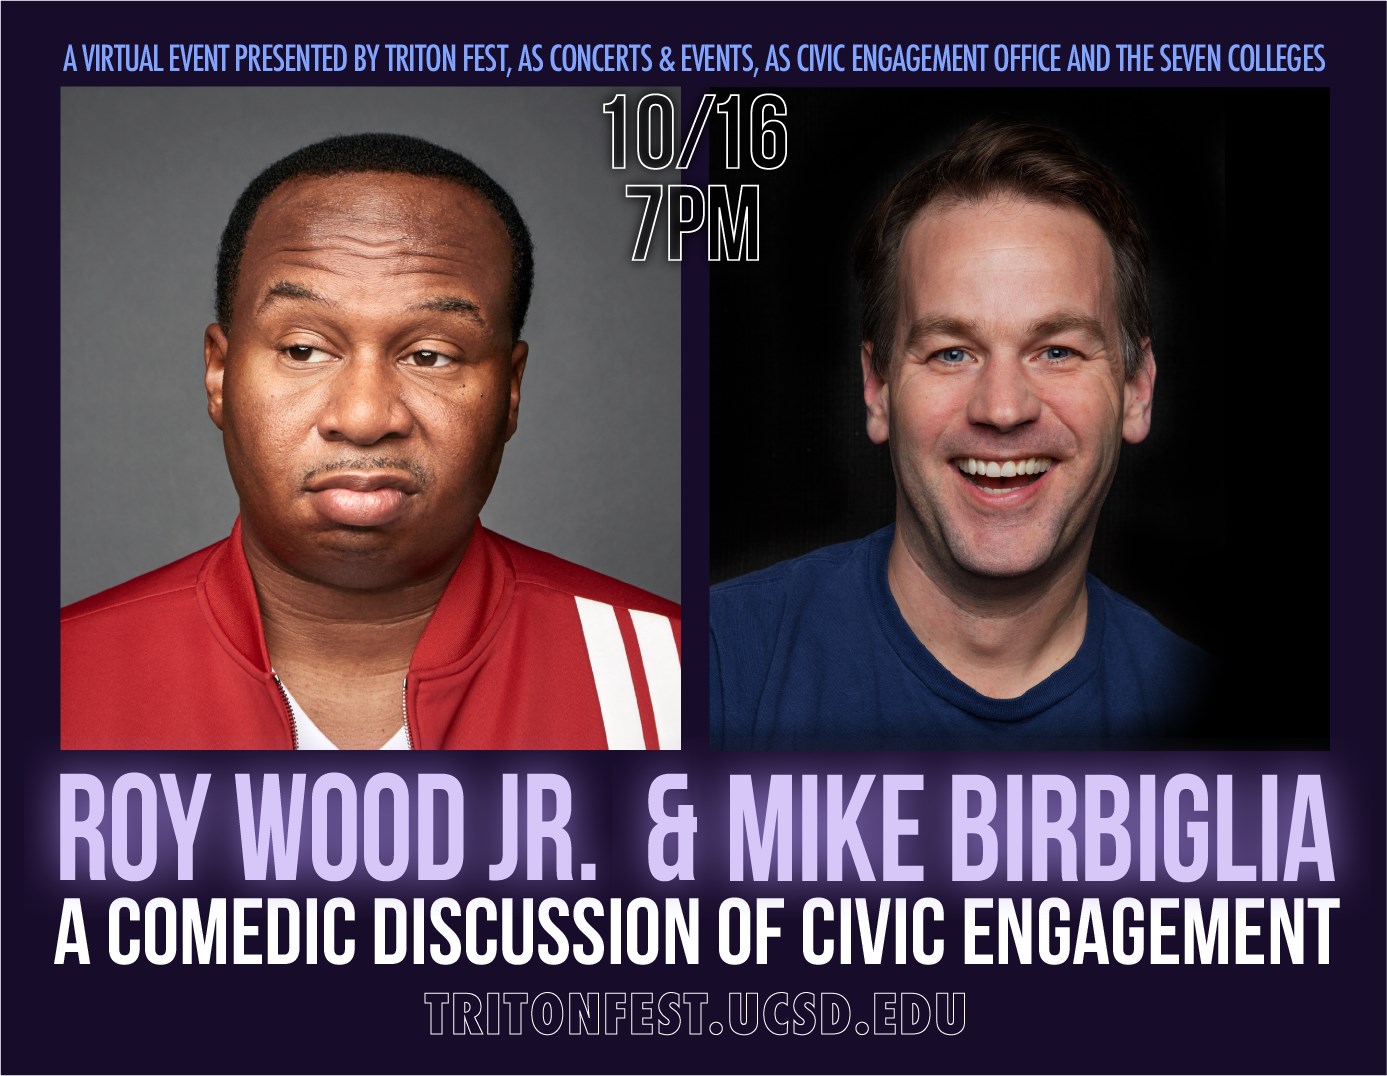 A VIRTUAL EVENT PRESENTED BY TRITON FEST, AS CONCERTS & EVENTS, AS CIVIC ENGAGEMENT OFFICE AND THE SEVEN COLLEGES
10/16
7PM
ROY WOOD JR. & MIKE BIRBIGLIA
A COMEDIC DISCUSSION OF CIVIC ENGAGEMENT
TRITONFEST.UCSD.EDU